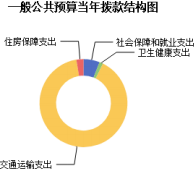 一般公共预算当年拨款结构图
住房保障支出
社会保障和就业支出
卫生健康支出
交通运输支出